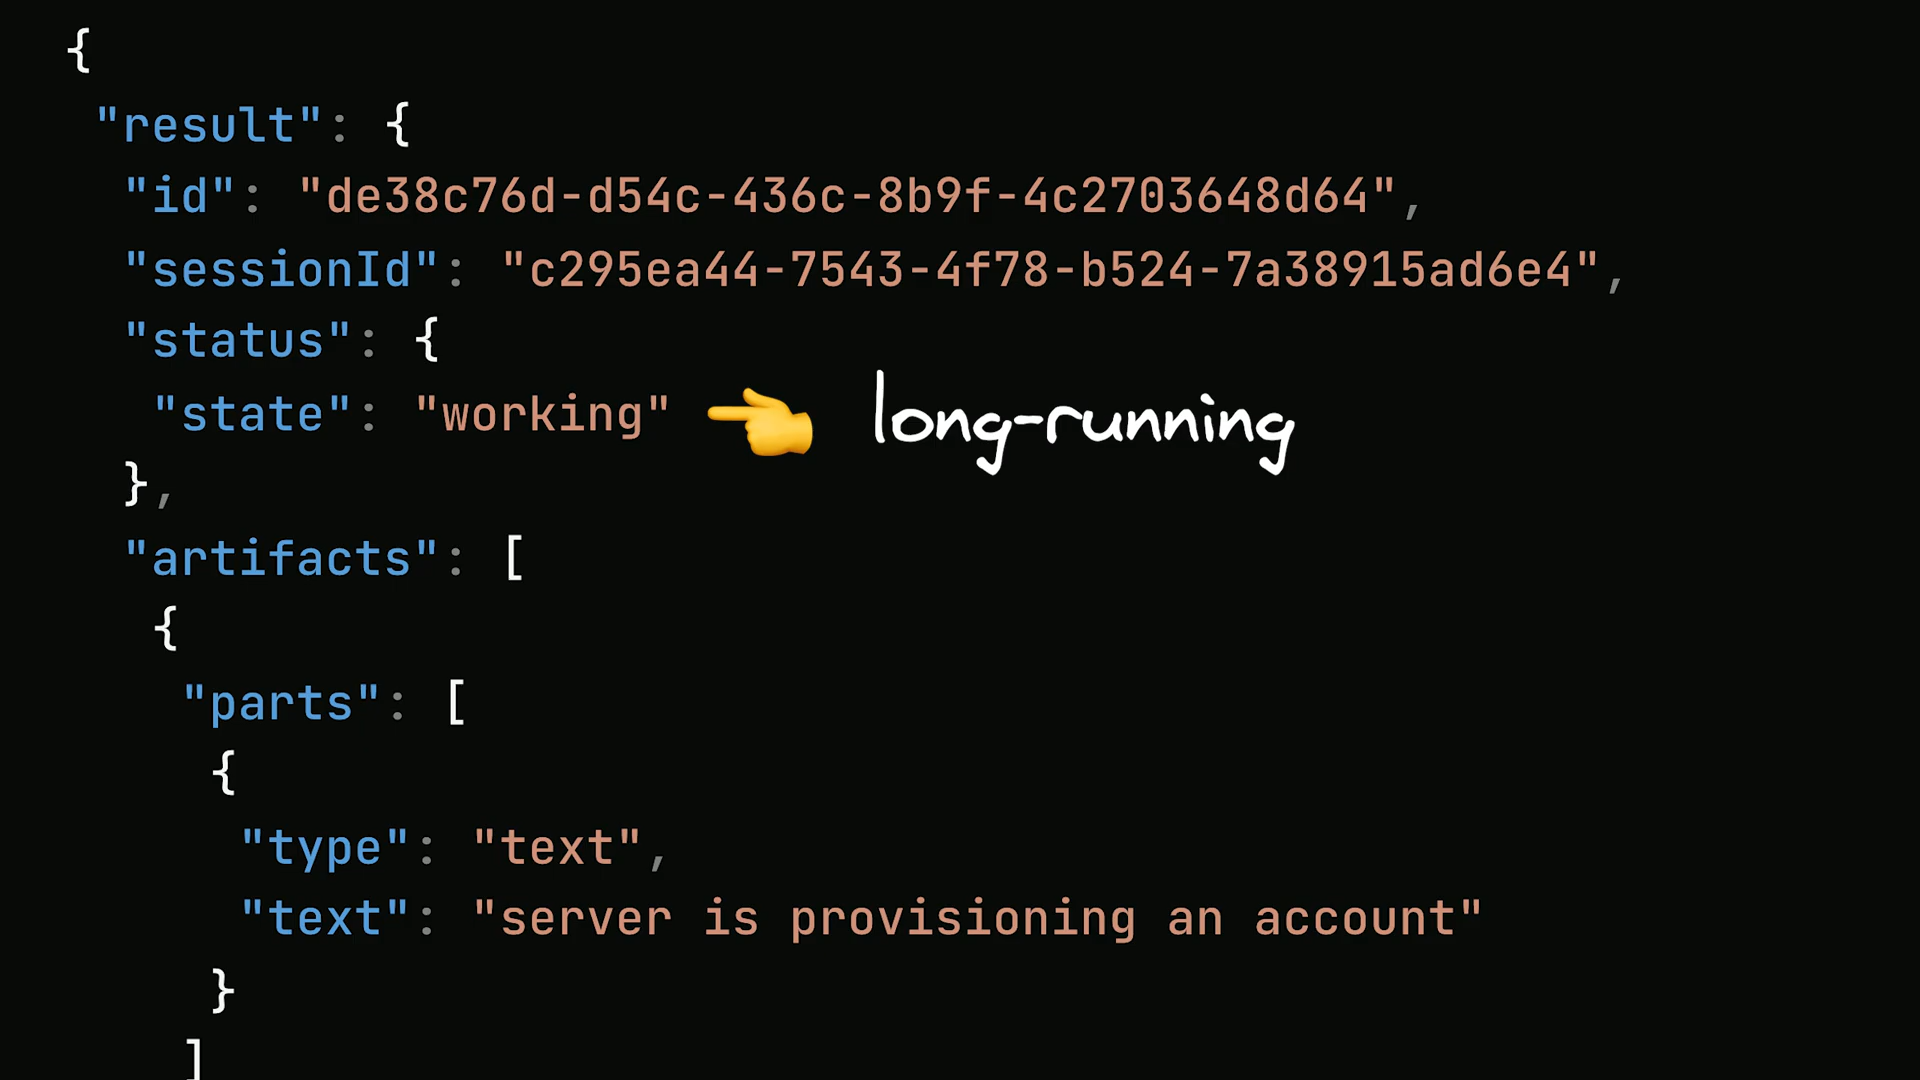 {
"result": {
"id": "de38c76d-d54c-436c-8b9f-4c2703648d64",
"sessionId": "c295ea44-7543-4f78-b524-7a38915ad6e4",
"status": {
"state": "working" long-running
},
"artifacts": [
{
"parts": [
{
"type": "text",
"text": "server is provisioning an account"
}
]